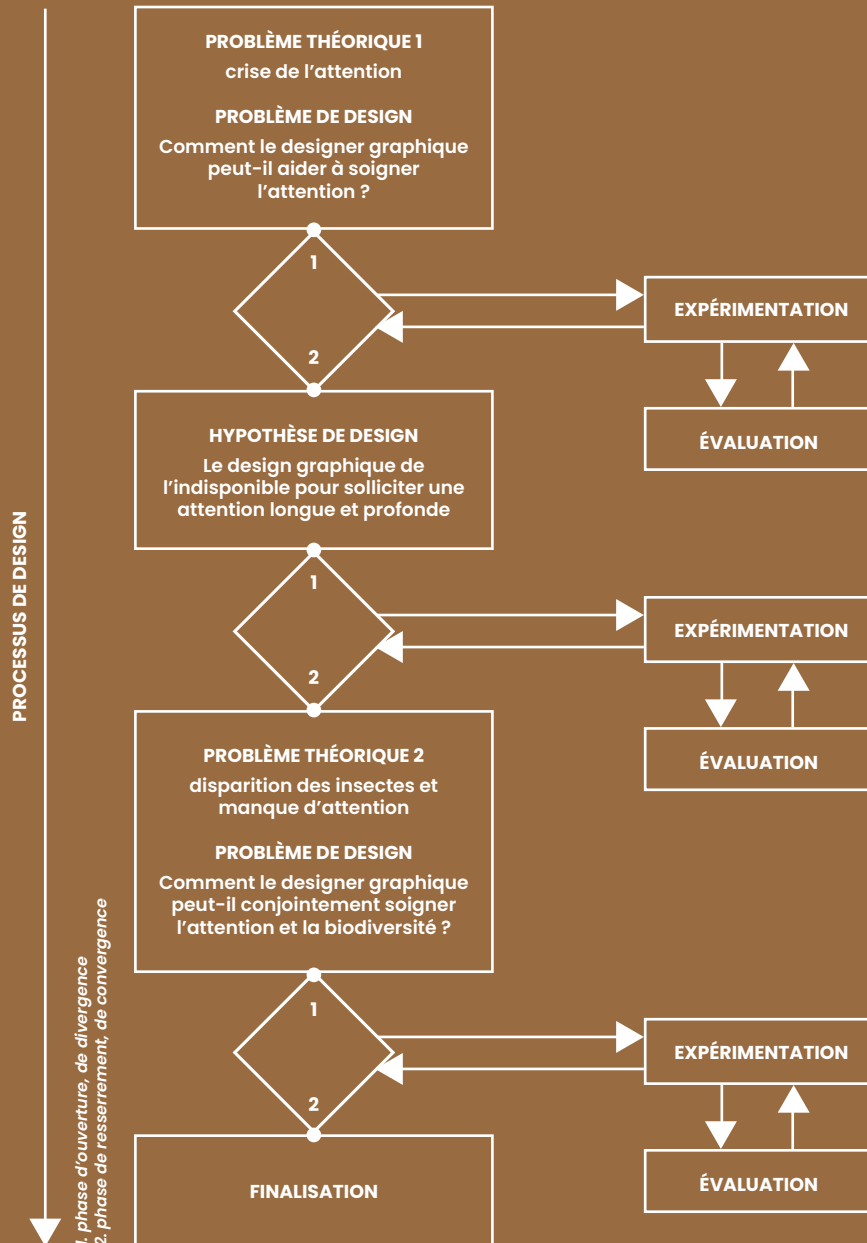 PROBLÈME THÉORIQUE 1
crise de l’attention
PROBLÈME DE DESIGN
Comment le designer graphique
peut-il aider à soigner
l’attention ?
1
2
EXPÉRIMENTATION
ÉVALUATION
HYPOTHÈSE DE DESIGN
Le design graphique de
l’indisponible pour solliciter une
attention longue et profonde
1
2
EXPÉRIMENTATION
ÉVALUATION
PROBLÈME THÉORIQUE 2
disparition des insectes et
manque d’attention
PROBLÈME DE DESIGN
Comment le designer graphique
peut-il conjointement soigner
l’attention et la biodiversité ?
1
2
EXPÉRIMENTATION
ÉVALUATION
FINALISATION
PROCESSUS DE DESIGN
1. phase d’ouverture, de divergence
2. phase de resserrement, de convergence